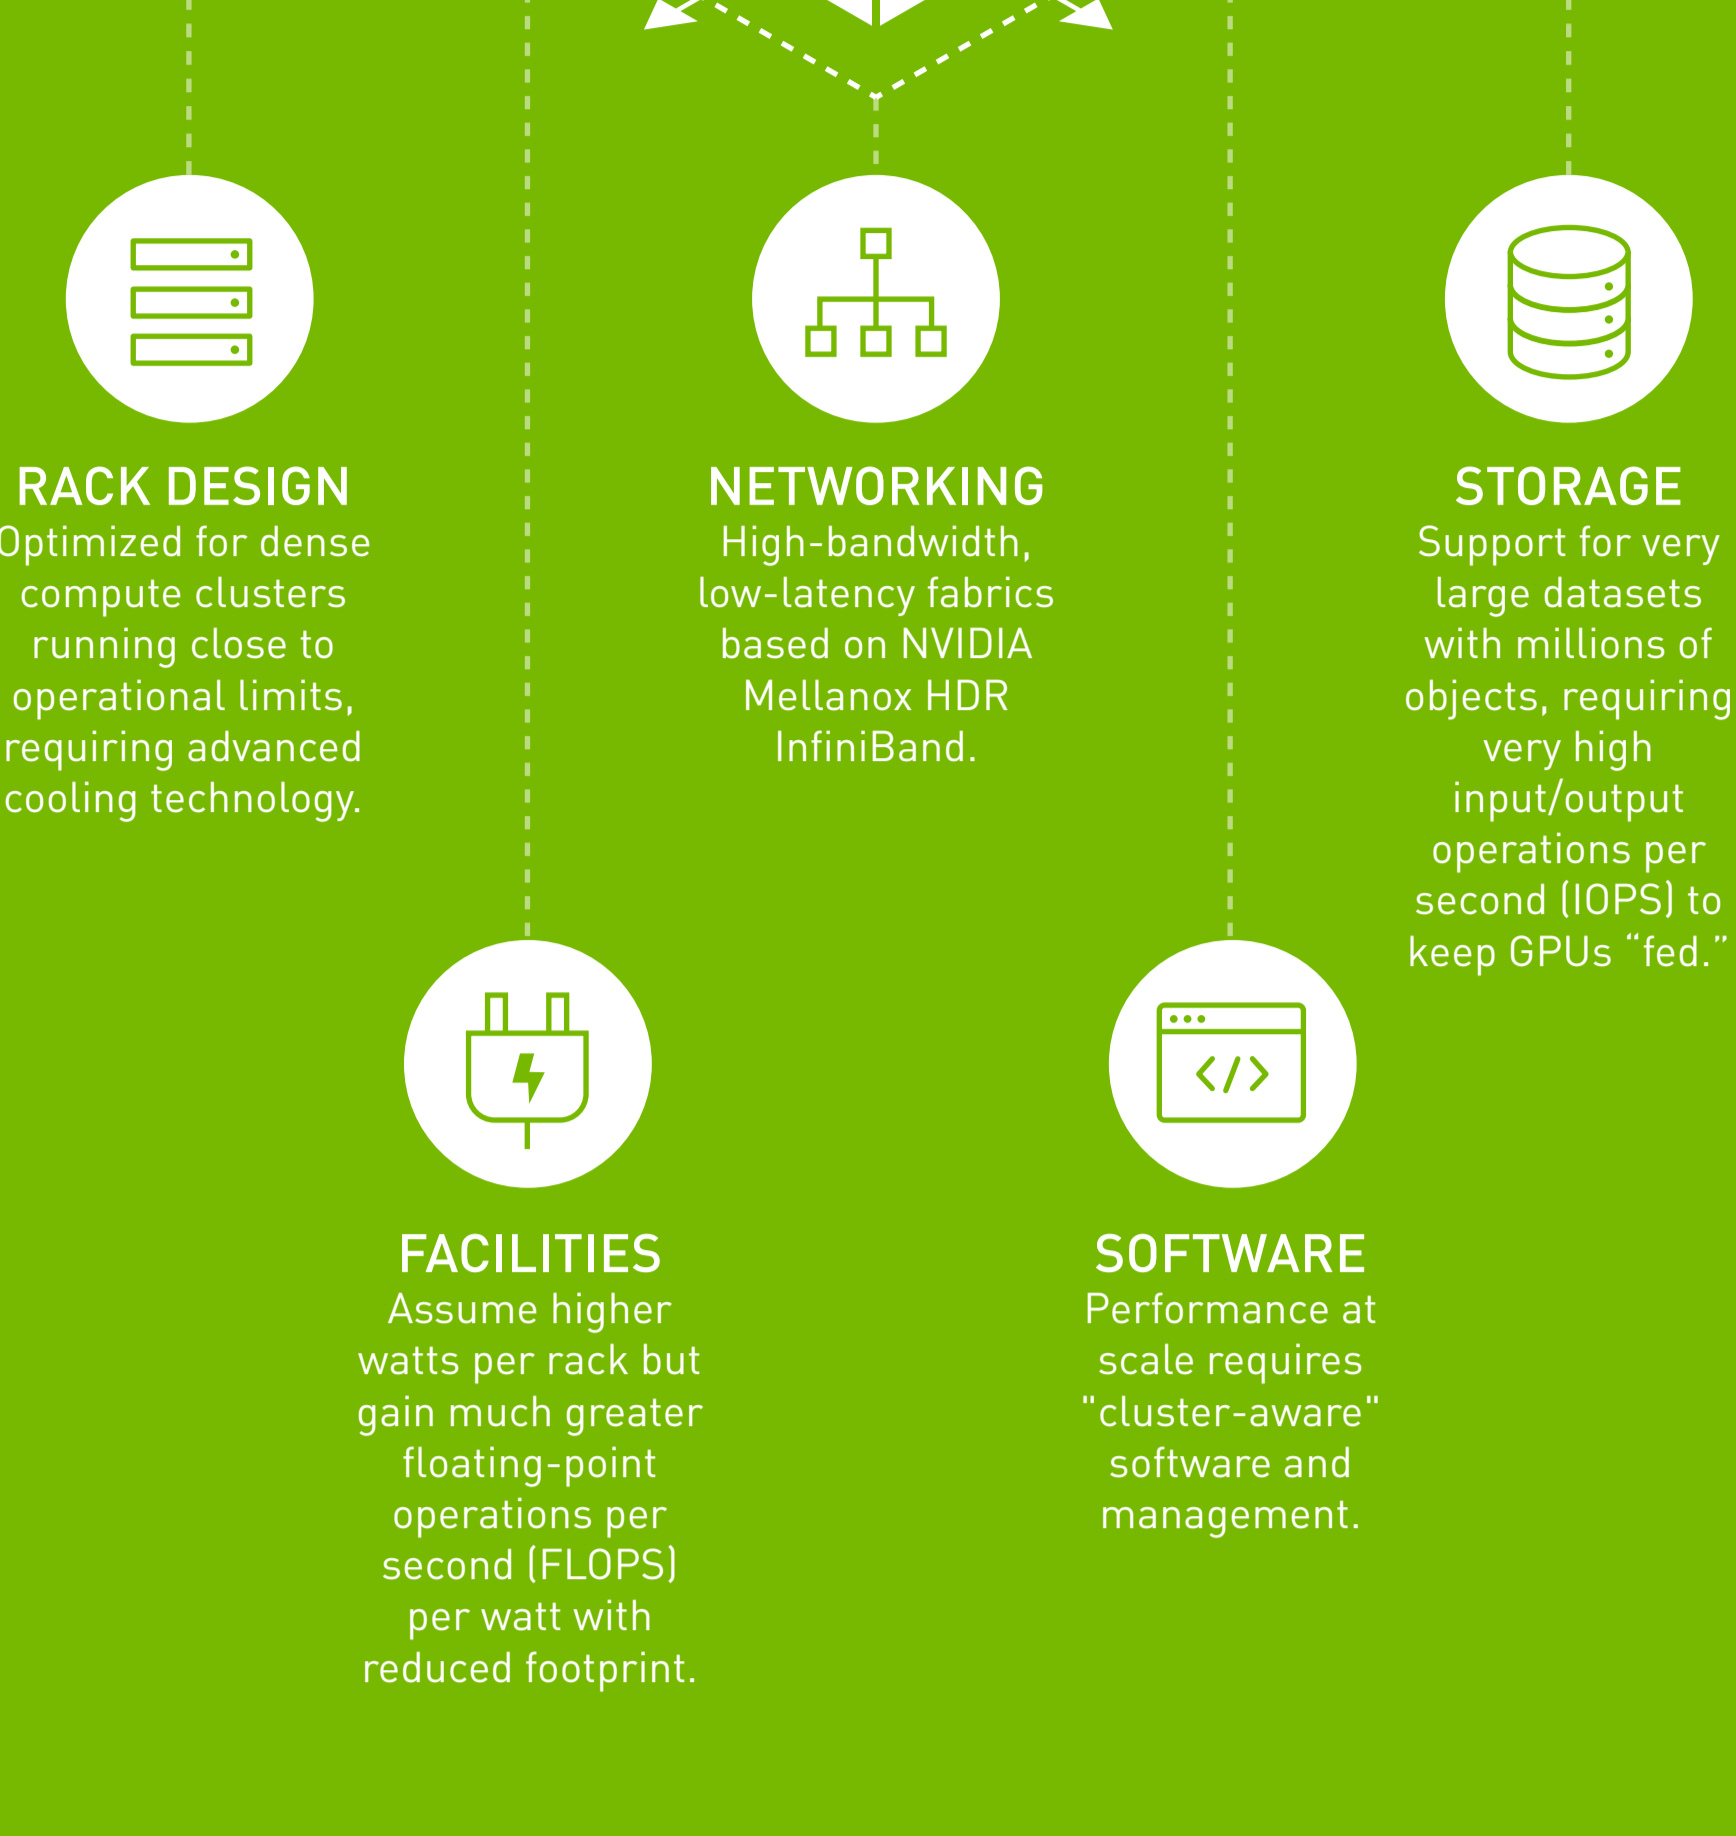 RACK DESIGN
Optimized for dense
compute clusters
running close to
operational limits,
requiring advanced
cooling technology.
NETWORKING
High-bandwidth,
low-latency fabrics
based on NVIDIA
Mellanox HDR
InfiniBand.
STORAGE
Support for very
large datasets
with millions of
objects, requiring
very high
input/output
operations per
second (IOPS) to
keep GPUs “fed.”
FACILITIES
Assume higher
watts per rack but
gain much greater
floating-point
operations per
second (FLOPS)
per watt with
reduced footprint.
SOFTWARE
Performance at
scale requires
"cluster-aware"
software and
management.